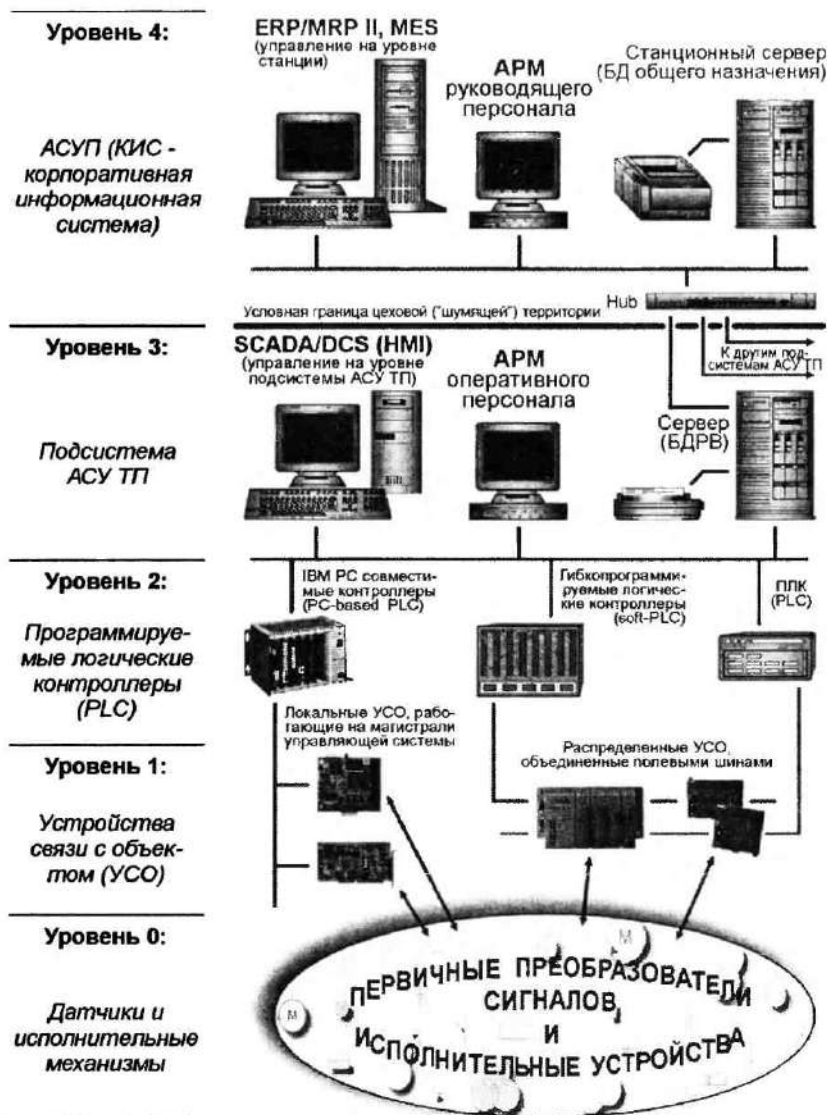 Уровень 4:
АСУП (КИС -
корпоративная
информационная
система)
ERP/MRP II, MES
(управление на уровне
станции)
АРМ
руководящего
персонала
Станционный сервер
(БД общего назначения)
Hub
Условная граница цеховой ("шумящей") территории
Уровень 3:
Подсистема
АСУ ТП
SCADA/DCS (HMI)
(управление на уровне
подсистемы АСУ ТП)
АРМ
оперативного
персонала
К другим под-
системам АСУ ТП
Сервер
(БДРВ)
Уровень 2:
Программируе-
мые логические
контроллеры
(PLC)
IBM PC совмести-
мые контроллеры
(PC-based PLC)
Гибкопрограмми-
руемые логичес-
кие контроллеры
(soft-PLC)
ПЛК
(PLC)
Уровень 1:
Устройства
связи с объек-
том (УСО)
Локальные УСО, рабо-
тающие на магистрали
управляющей системы
Распределенные УСО,
объединенные полевыми шинами
Уровень 0:
Датчики и
исполнительные
механизмы
М
М
ПЕРВИЧНЫЕ ПРЕОБРАЗОВАТЕЛИ
СИГНАЛОВ
И
ИСПОЛНИТЕЛЬНЫЕ УСТРОЙСТВА